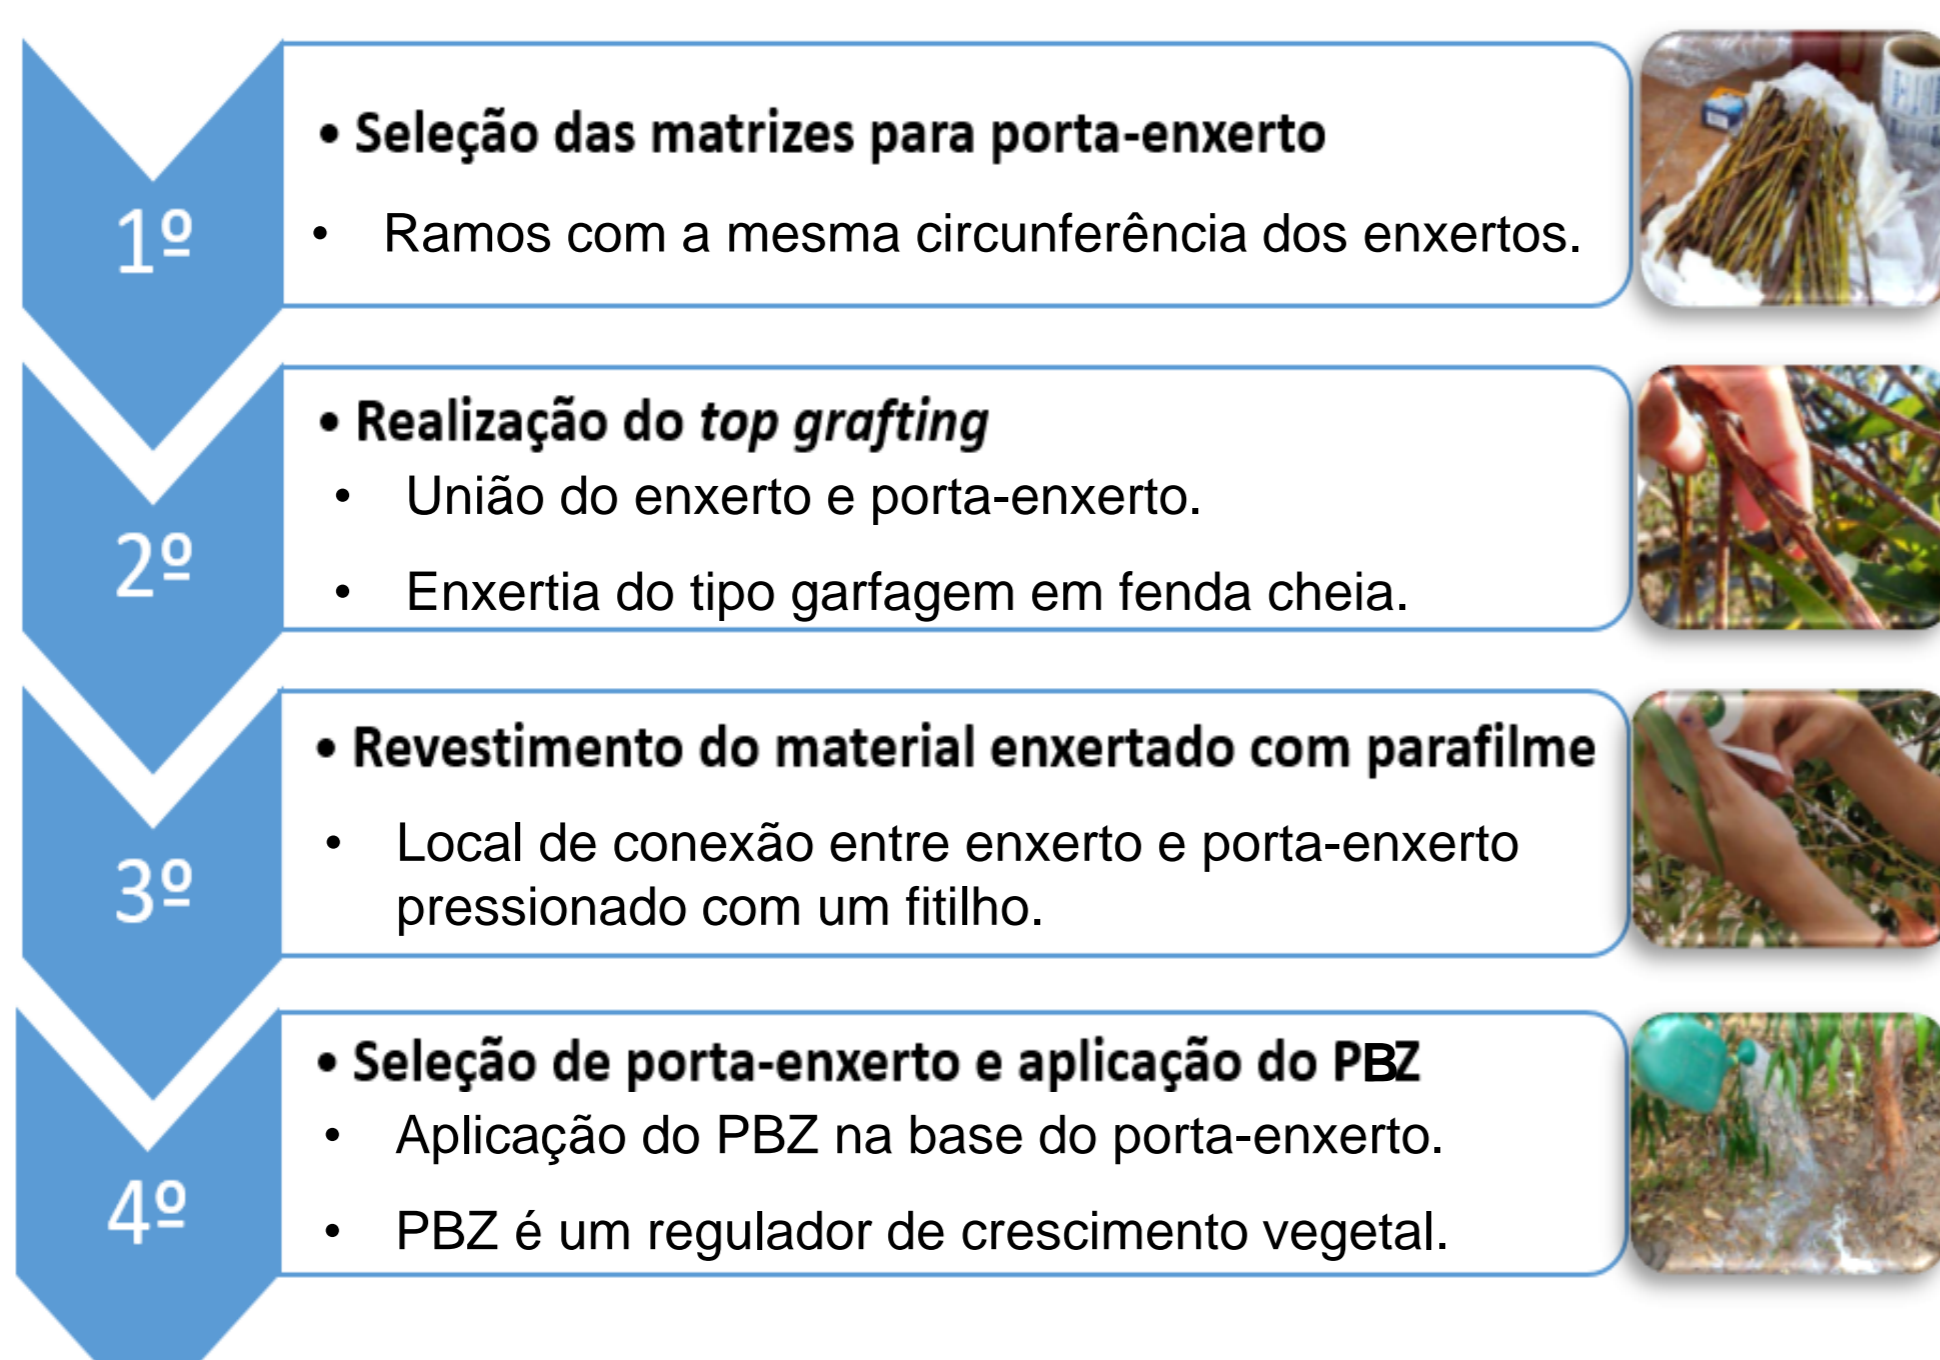 1º
• Seleção das matrizes para porta-enxerto
• Ramos com a mesma circunferência dos enxertos.
2º
• Realização do top grafting
• União do enxerto e porta-enxerto.
• Enxertia do tipo garfagem em fenda cheia.
3º
• Revestimento do material enxertado com parafilme
• Local de conexão entre enxerto e porta-enxerto
pressionado com um fitilho.
4º
• Seleção de porta-enxerto e aplicação do PBZ
• Aplicação do PBZ na base do porta-enxerto.
• PBZ é um regulador de crescimento vegetal.